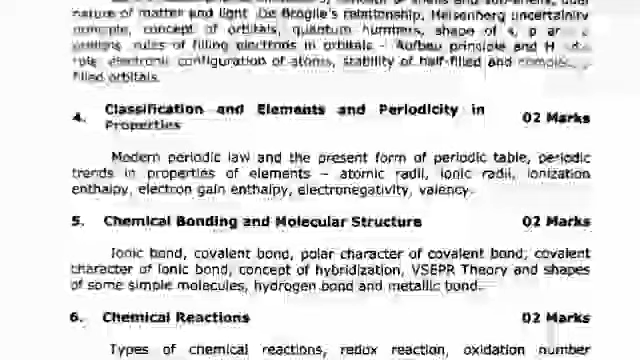 nature of matter and light, De Broglie's relationship, Heisenberg uncertainity
principle, concept of orbitals, quantum numbers, shape of s, p and
orbitals, rules of filling electrons in orbitals - Aufbau principle and
rule, electronic configuration of atoms, stability of half-filled and
filled orbitals.
4. Classification and Elements and Periodicity in Properties 02 Marks
Modern periodic law and the present form of periodic table, periodic
trends in properties of elements - atomic radii, ionic radii, ionization
enthalpy, electron gain enthalpy, electronegativity, valency.
5. Chemical Bonding and Molecular Structure 02 Marks
Ionic bond, covalent bond, polar character of covalent bond, covalent
character of ionic bond, concept of hybridization, VSEPR Theory and shapes
of some simple molecules, hydrogen bond and metallic bond.
6. Chemical Reactions 02 Marks
Types of chemical reactions, redox reaction, oxidation number